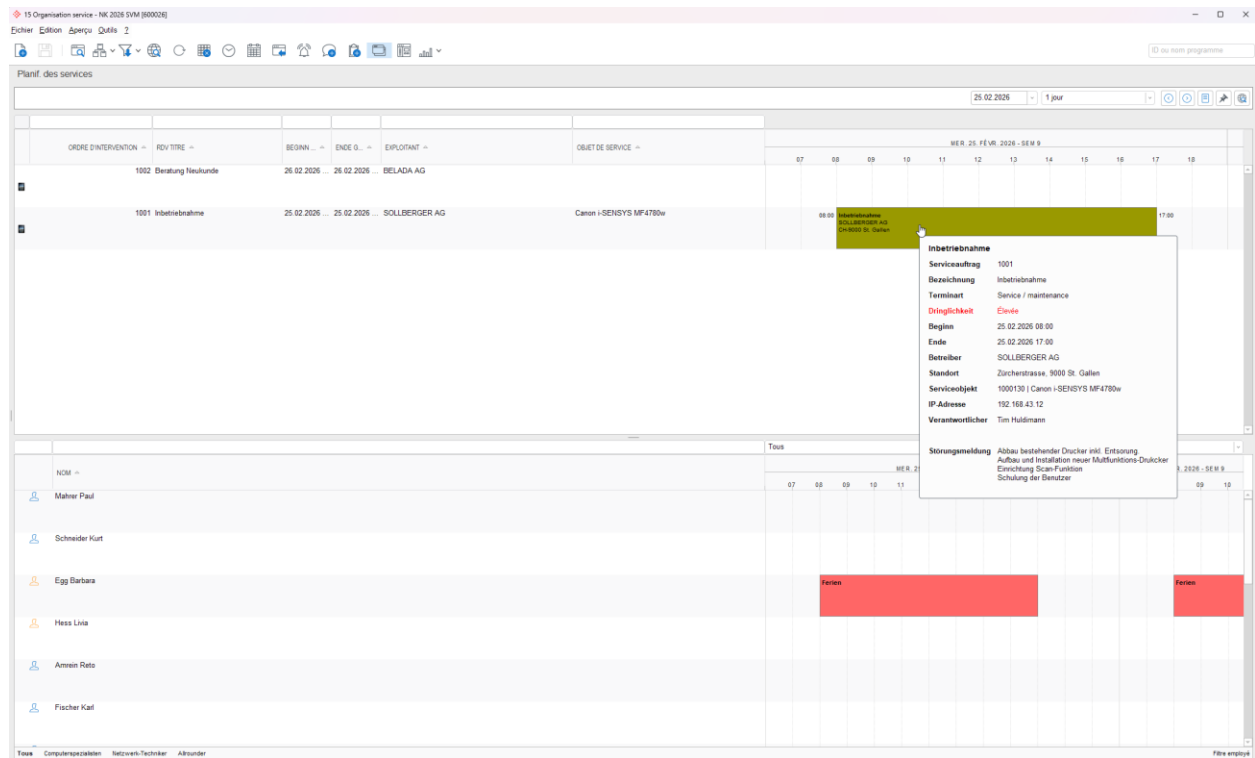 15 Organisation service - NK 2026 SVM [600026]
Eichier Edition Aperçu Outils ?
ID ou nom programme
Planif. des services
25.02.2026 1 jour
ORDRE D'INTERVENTION RDV TITRE BEGINN ... ENDE G... EXPLOITANT OBJET DE SERVICE
MER. 25. FÉVR. 2026 - SEM 9
07 08 09 10 11 12 13 14 15 16 17 18
1002 Beratung Neukunde 26.02.2026 ... 26.02.2026 ... BELADA AG
1001 Inbetriebnahme 25.02.2026 ... 25.02.2026 ... SOLLBERGER AG Canon i-SENSYS MF4780w
08:00 Inbetriebnahme 17:00
SOLLBERGER AG
CH-9000 St. Gallen
Inbetriebnahme
Serviceauftrag 1001
Bezeichnung Inbetriebnahme
Terminart Service / maintenance
Dringlichkeit Élevée
Beginn 25.02.2026 08:00
Ende 25.02.2026 17:00
Betreiber SOLLBERGER AG
Standort Zürcherstrasse, 9000 St. Gallen
Serviceobjekt 1000130 | Canon i-SENSYS MF4780w
IP-Adresse 192.168.43.12
Verantwortlicher Tim Huldimann
Störungsmeldung Abbau bestehender Drucker inkl. Entsorung.
Aufbau und Installation neuer Multfiunktions-Drukcker
Einrichtung Scan-Funktion
Schulung der Benutzer
Tous
NOM
MER. 2 . 2026 - SEM 9
07 08 09 10 11 09 10
Mahrer Paul
Schneider Kurt
Egg Barbara
Ferien Ferien
Hess Livia
Amrein Reto
Fischer Karl
Tous Computerspezialisten Netzwerk-Techniker Allrounder Filtre employé